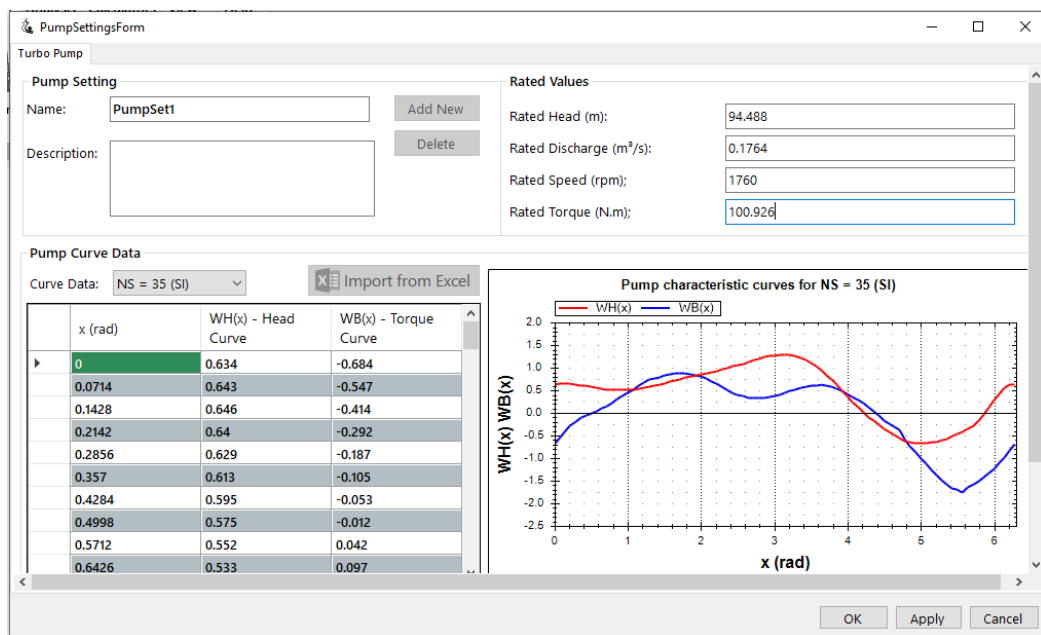 PumpSettingsForm
Turbo Pump
Pump Setting
Name:
PumpSet1
Add New
Description:
Delete
Rated Values
Rated Head (m):
94.488
Rated Discharge (m³/s):
0.1764
Rated Speed (rpm);
1760
Rated Torque (N.m);
100.926
Pump Curve Data
Curve Data:
NS = 35 (SI)
Import from Excel
x (rad) WH(x) - Head Curve WB(x) - Torque Curve
0 0.634 -0.684
0.0714 0.643 -0.547
0.1428 0.646 -0.414
0.2142 0.64 -0.292
0.2856 0.629 -0.187
0.357 0.613 -0.105
0.4284 0.595 -0.053
0.4998 0.575 -0.012
0.5712 0.552 0.042
0.6426 0.533 0.097
Pump characteristic curves for NS = 35 (SI)
WH(x) WB(x)
WH(x) WB(x)
2.0
1.5
1.0
0.5
0.0
-0.5
-1.0
-1.5
-2.0
-2.5
0 1 2 3 4 5 6
x (rad)
OK Apply Cancel